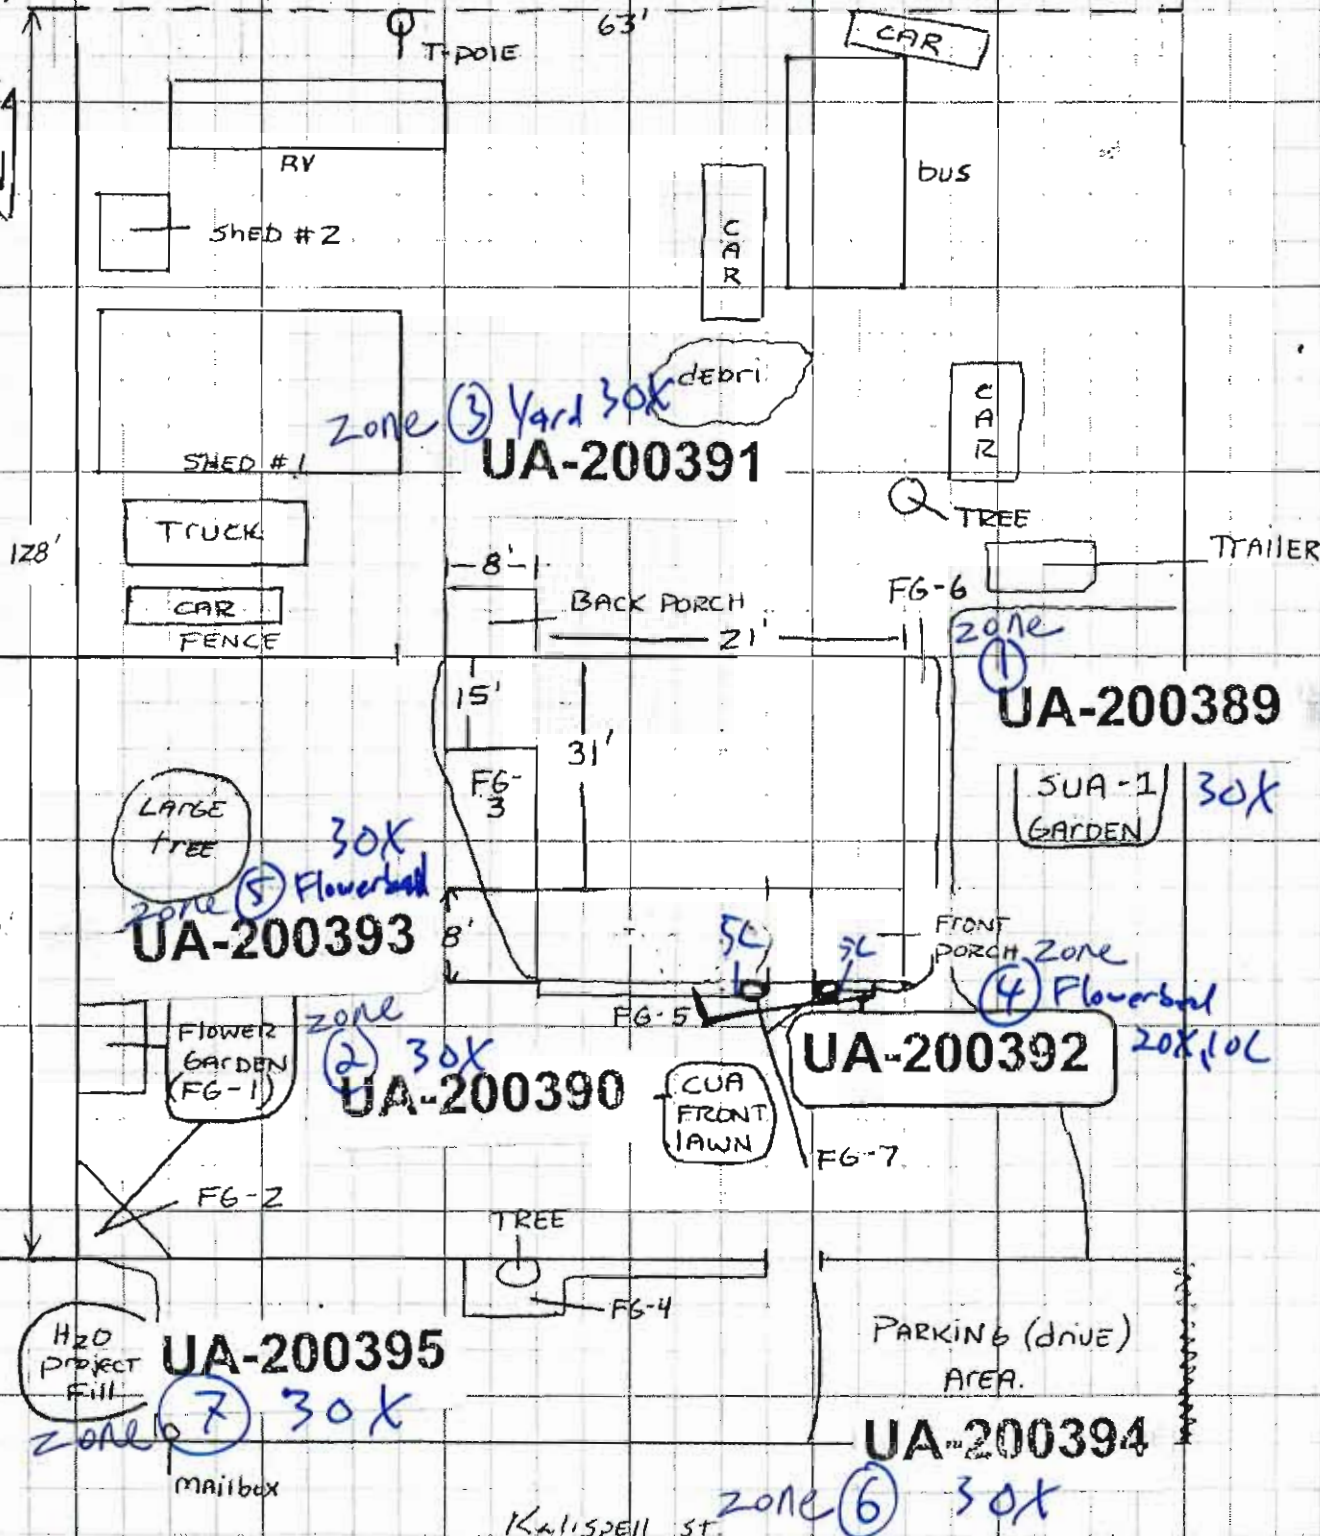 63'
CAR
T-POLE
RV
bus
SHED #2
CAR
debri
zone ③ Yard 30X
UA-200391
CAR
SHED #1
TREE
TRUCK
128'
TRAILER
8'
FG-6
CAR
BACK PORCH
FENCE
21'
zone
①
UA-200389
15'
31'
FG-3
SUA-1
GARDEN
30X
LARGE
tree
30X
zone ⑤ Flowerbed
UA-200393
8'
5C
5C
FRONT
PORCH
zone
④ Flowerbed
20X, 10C
UA-200392
FG-5
FLOWER
GARDEN
(FG-1)
zone
② 30X
UA-200390
CUA
FRONT
LAWN
FG-7
FG-2
TREE
FG-4
H2O
project
Fill
UA-200395
zone ⑦ 30X
mailbox
PARKING (drive)
AREA.
UA-200394
zone ⑥ 30X
Kalispell st.